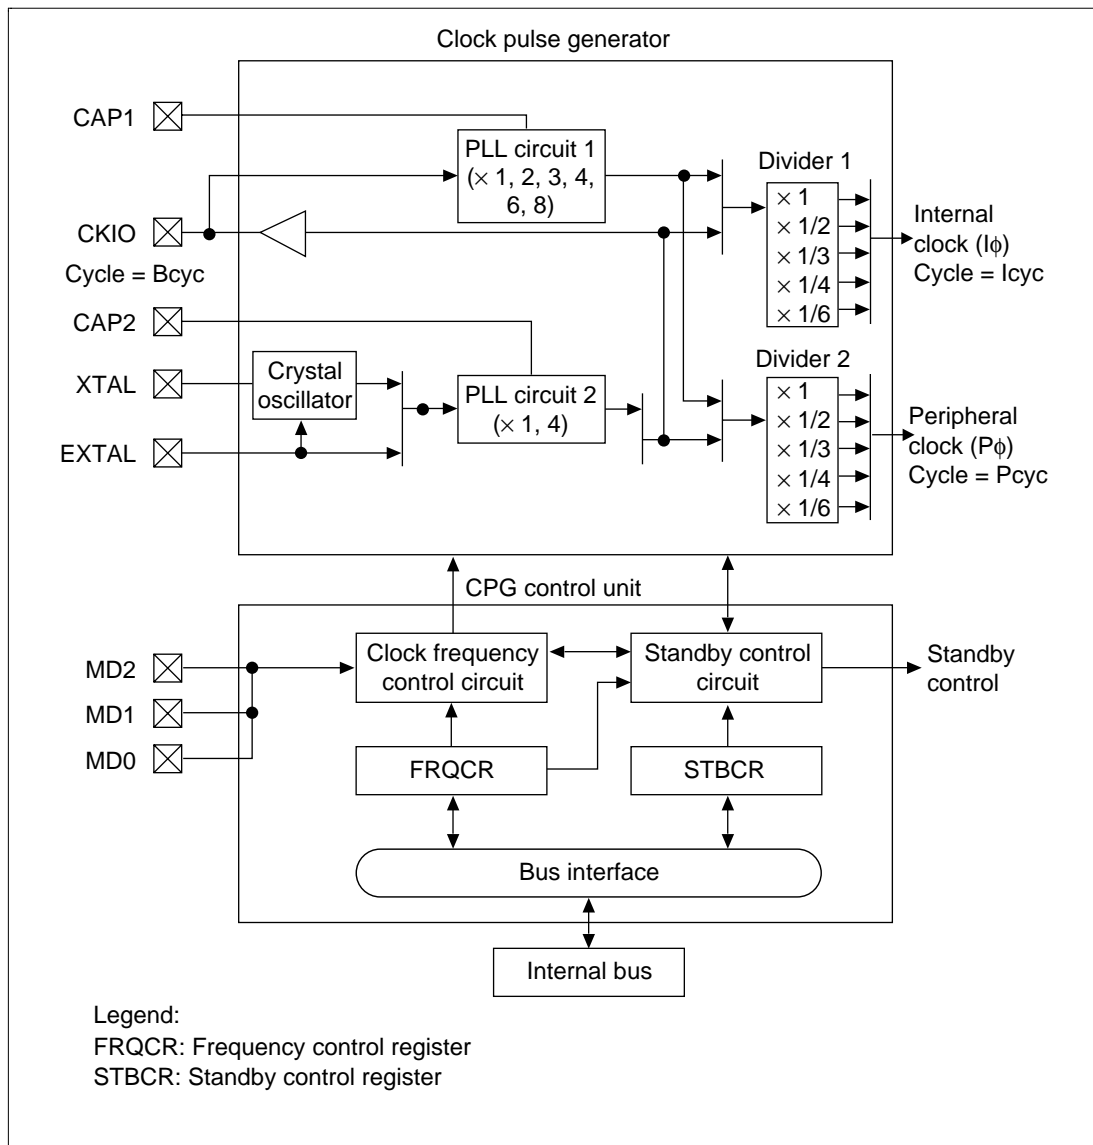 Clock pulse generator
CAP1
PLL circuit 1
(× 1, 2, 3, 4,
6, 8)
Divider 1
× 1
× 1/2
× 1/3
× 1/4
× 1/6
Internal
clock (Iϕ)
Cycle = Icyc
CKIO
Cycle = Bcyc
CAP2
XTAL
Crystal
oscillator
EXTAL
PLL circuit 2
(× 1, 4)
Divider 2
× 1
× 1/2
× 1/3
× 1/4
× 1/6
Peripheral
clock (Pϕ)
Cycle = Pcyc
CPG control unit
MD2
MD1
MD0
Clock frequency
control circuit
Standby control
circuit
Standby
control
FRQCR
STBCR
Bus interface
Internal bus
Legend:
FRQCR: Frequency control register
STBCR: Standby control register